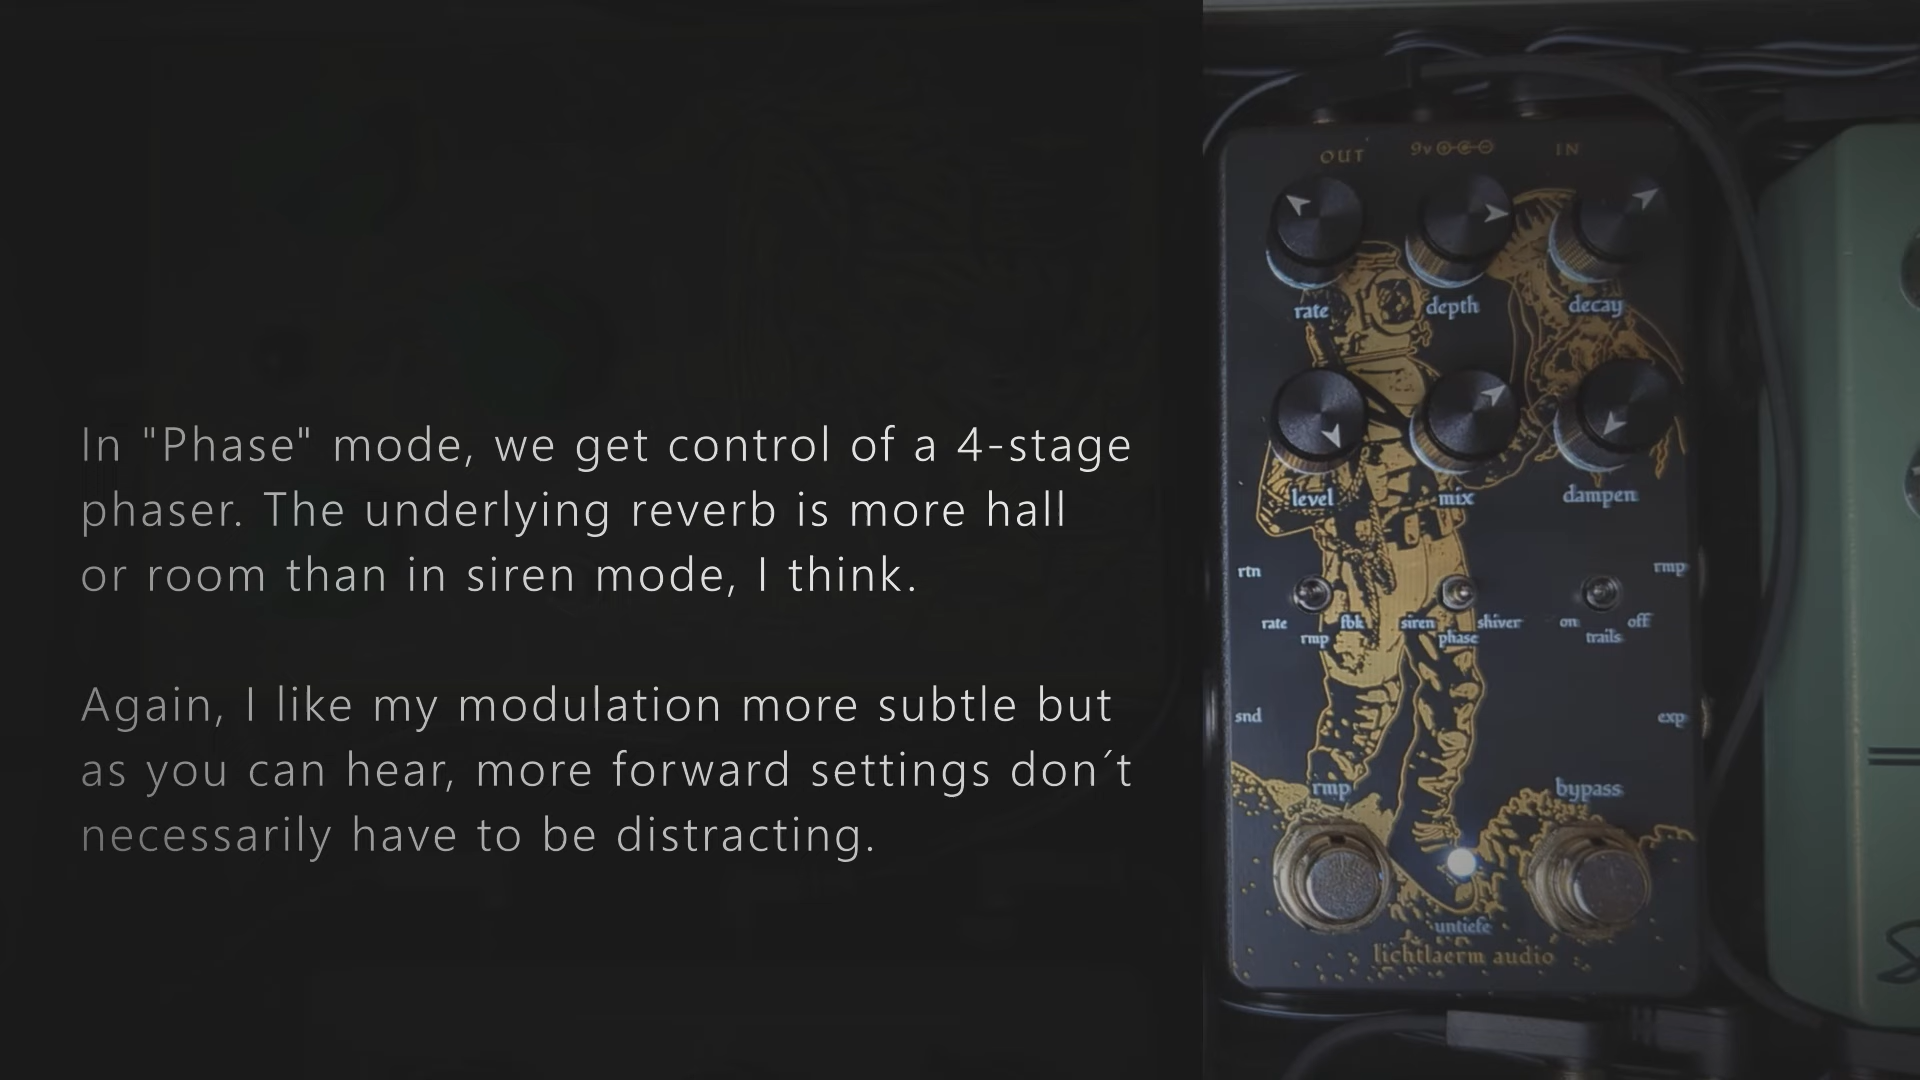 In "Phase" mode, we get control of a 4-stage
phaser. The underlying reverb is more hall
or room than in siren mode, I think.
Again, I like my modulation more subtle but
as you can hear, more forward settings don´t
necessarily have to be distracting.
OUT 9v IN
rate depth decay
level mix dampen
rtn rmp
rate fbk siren shiver on off
rmp phase trails
snd exp
rmp bypass
untiefe
lichtlaerm audio